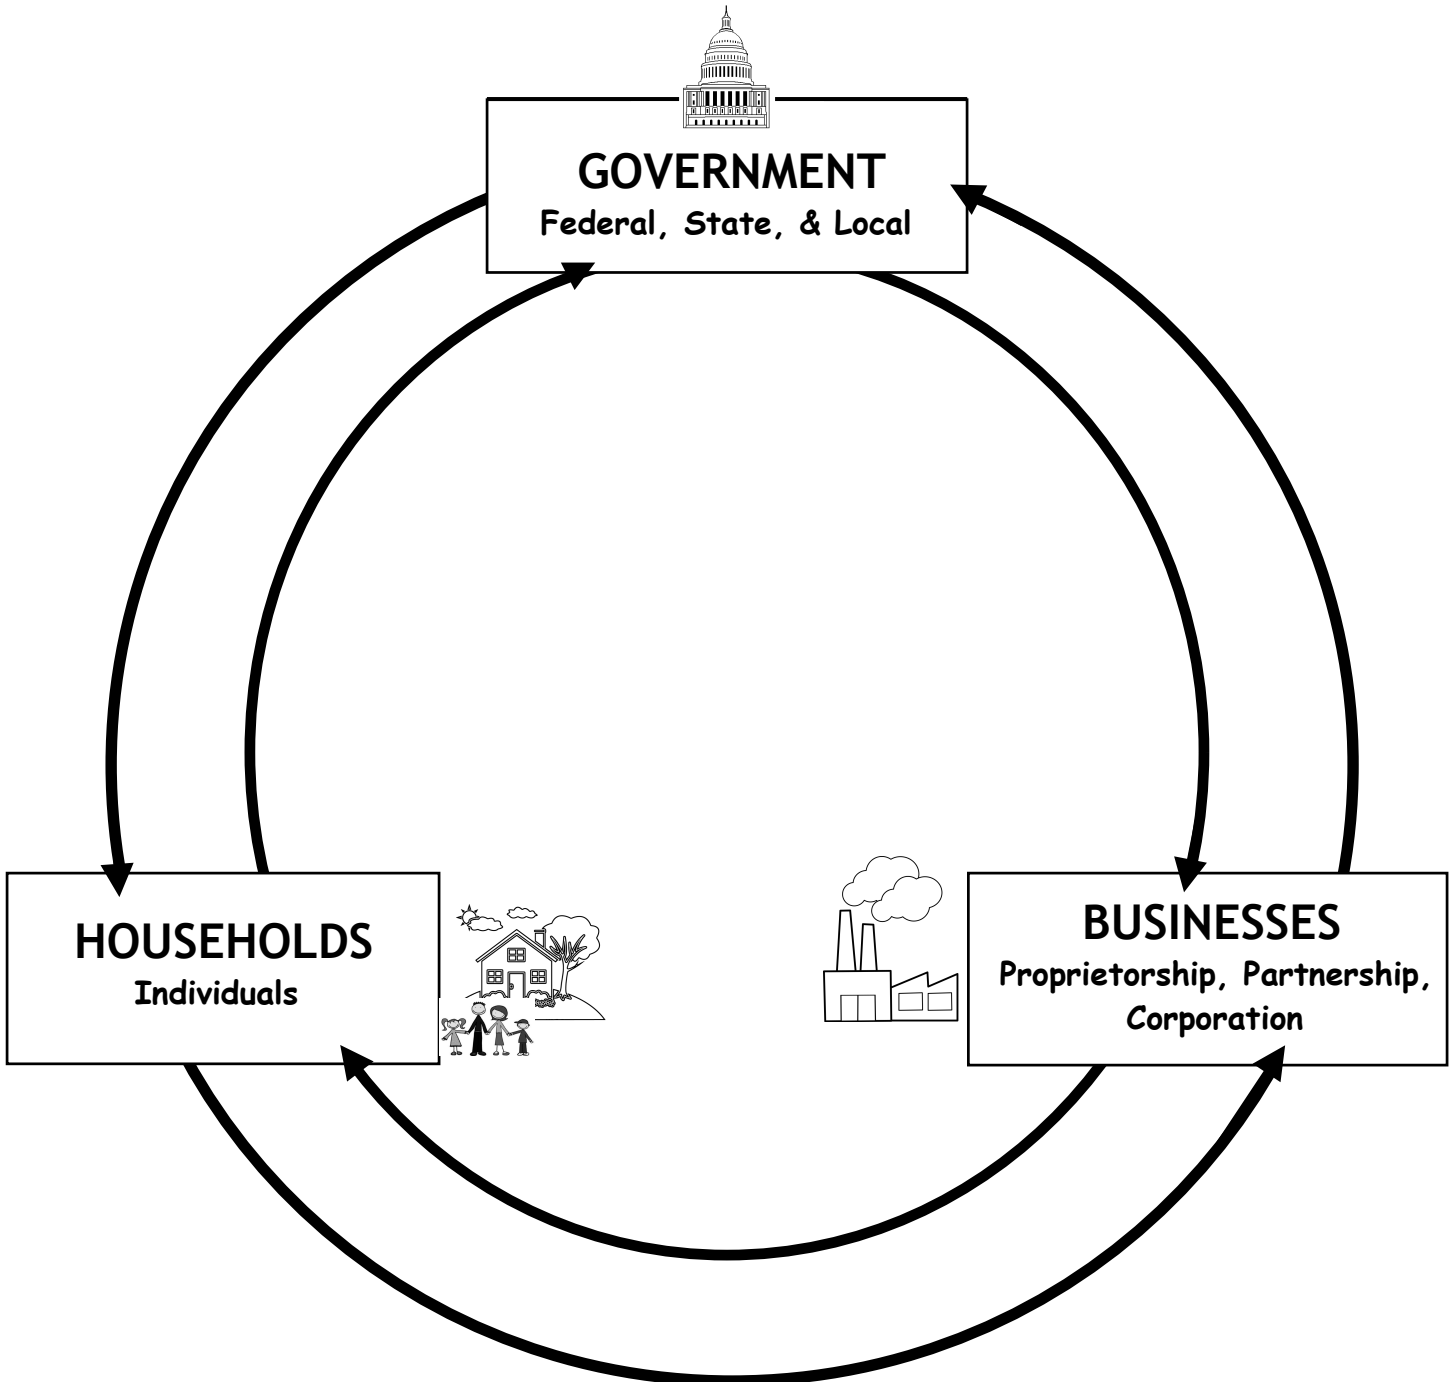 GOVERNMENT
Federal, State, & Local
HOUSEHOLDS
Individuals
BUSINESSES
Proprietorship, Partnership,
Corporation